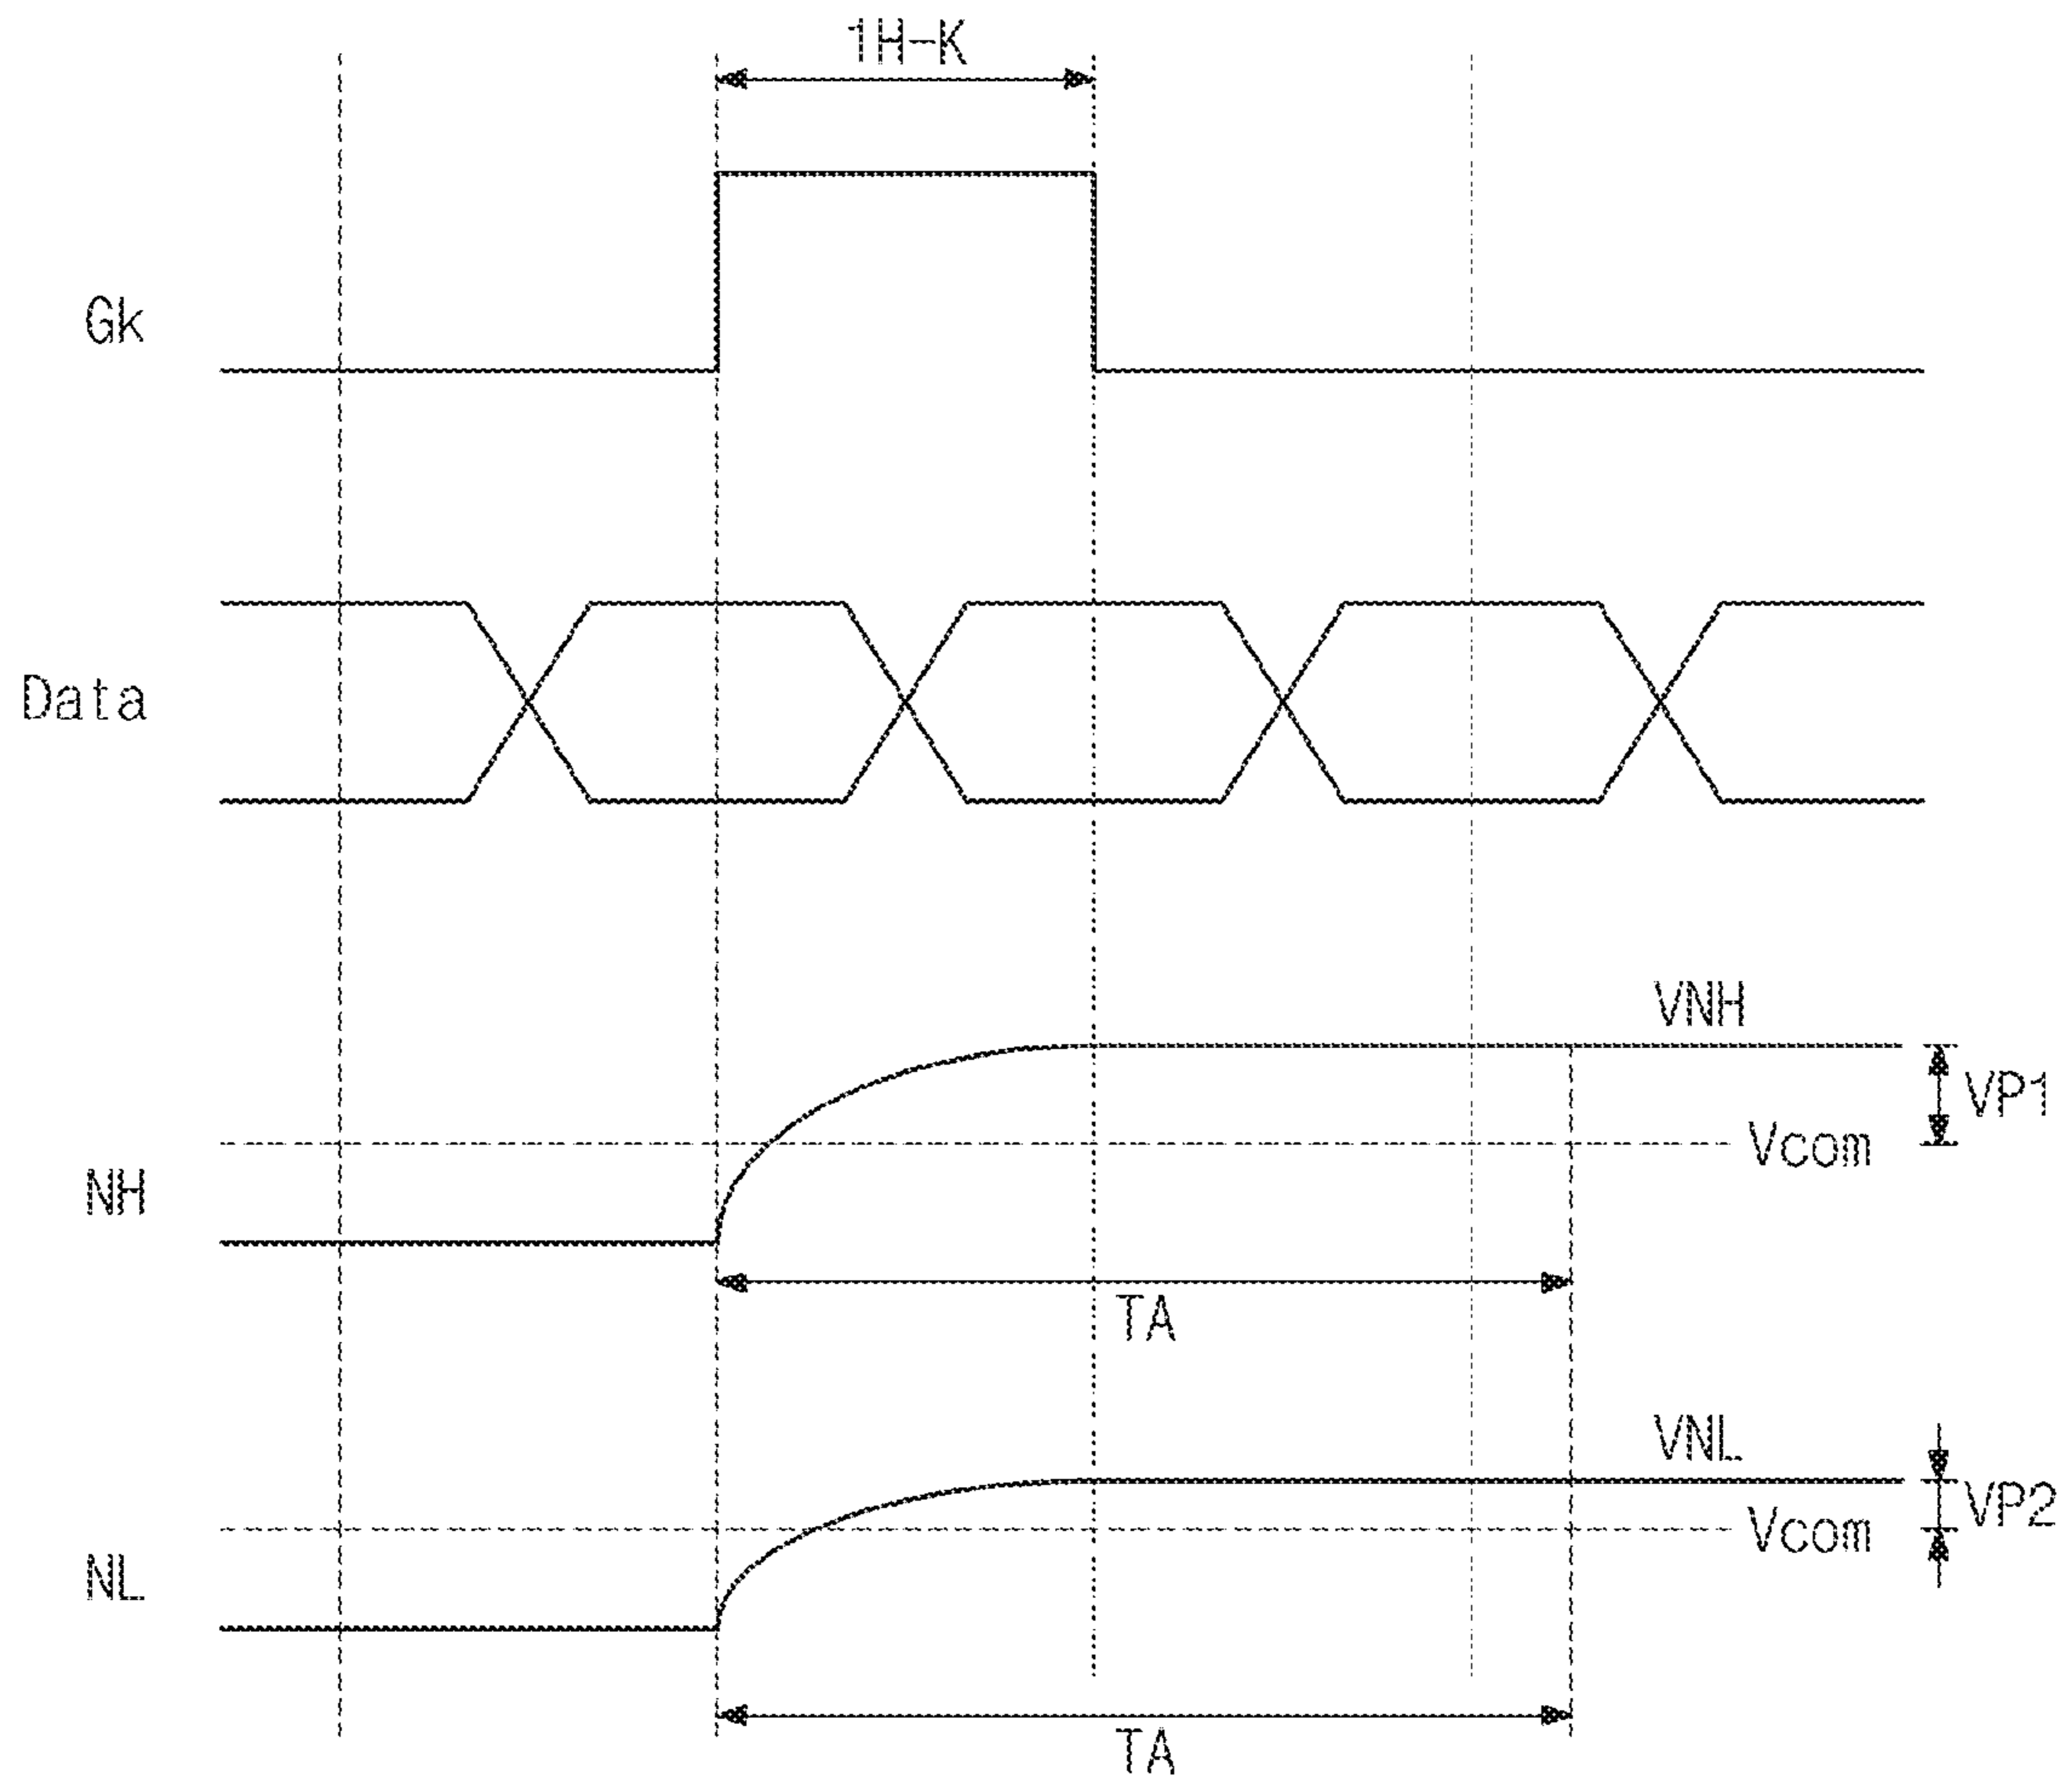 1H-K
Gk
Data
VNH
VP1
Vcom
NH
TA
VNL
VP2
Vcom
NL
TA